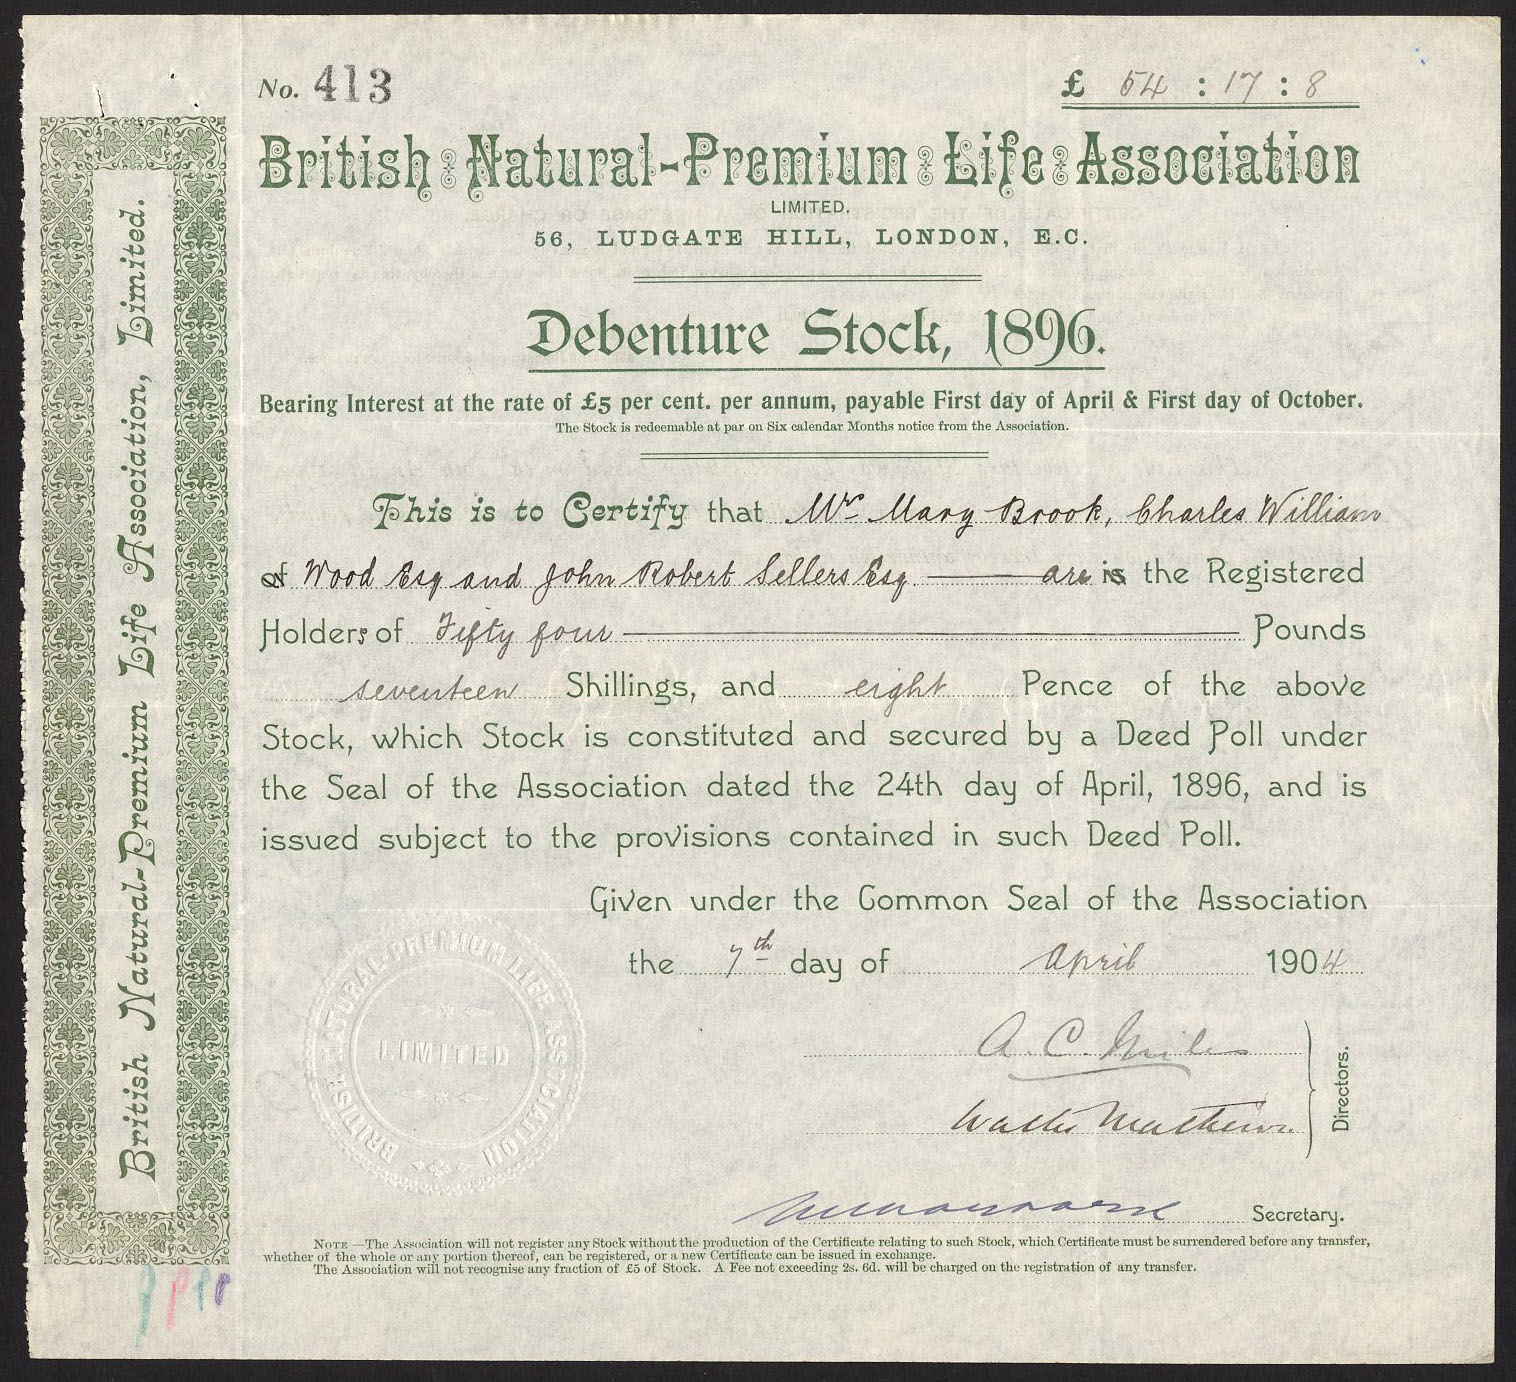 No. 413
£ 54 : 17 : 8
British Natural-Premium Life Association
LIMITED.
56, LUDGATE HILL, LONDON, E.C.
Debenture Stock, 1896.
Bearing Interest at the rate of £5 per cent. per annum, payable First day of April & First day of October.
The Stock is redeemable at par on Six calendar Months notice from the Association.
This is to Certify that Mrs Mary Brook, Charles William
of Wood Esq and John Robert Sellers Esq. are is the Registered
Holders of Fifty four Pounds
seventeen Shillings, and eight Pence of the above
Stock, which Stock is constituted and secured by a Deed Poll under
the Seal of the Association dated the 24th day of April, 1896, and is
issued subject to the provisions contained in such Deed Poll.
Given under the Common Seal of the Association
the 7th day of April 1904
A. C.
Walter Mathews
Directors.
Secretary.
NOTE—The Association will not register any Stock without the production of the Certificate relating to such Stock, which Certificate must be surrendered before any transfer,
whether of the whole or any portion thereof, can be registered, or a new Certificate can be issued in exchange.
The Association will not recognise any fraction of £5 of Stock. A Fee not exceeding 2s. 6d. will be charged on the registration of any transfer.
British Natural-Premium Life Association, Limited.
BRITISH NATURAL-PREMIUM LIFE ASSOCIATION
LIMITED